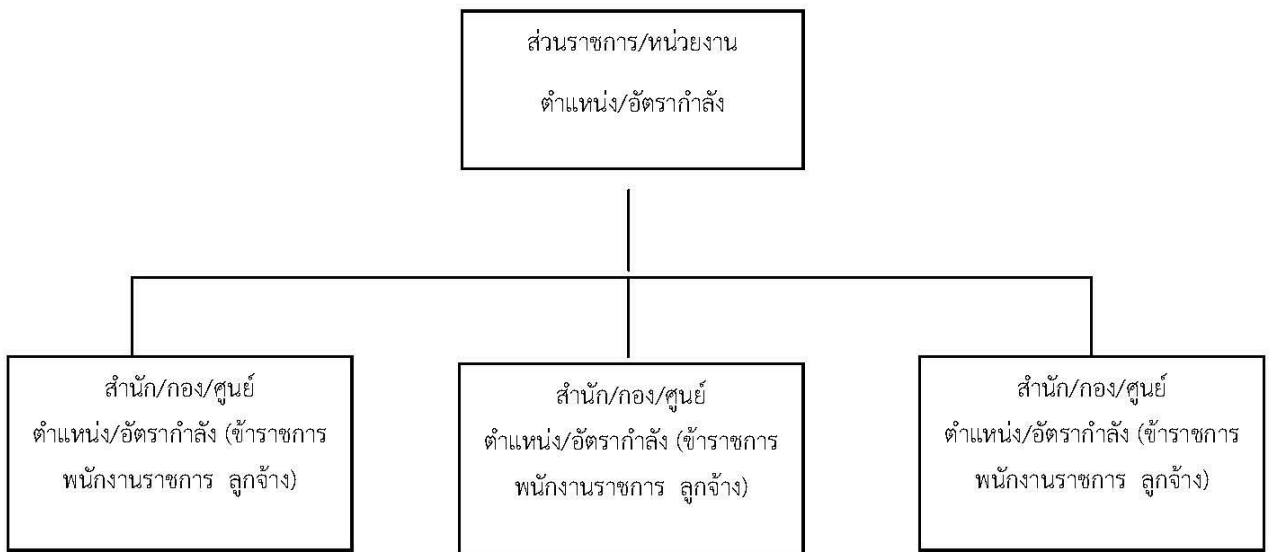 ส่วนราชการ/หน่วยงาน
ตำแหน่ง/อัตรากำลัง
สำนัก/กอง/ศูนย์
ตำแหน่ง/อัตรากำลัง (ข้าราชการ
พนักงานราชการ ลูกจ้าง)
สำนัก/กอง/ศูนย์
ตำแหน่ง/อัตรากำลัง (ข้าราชการ
พนักงานราชการ ลูกจ้าง)
สำนัก/กอง/ศูนย์
ตำแหน่ง/อัตรากำลัง (ข้าราชการ
พนักงานราชการ ลูกจ้าง)